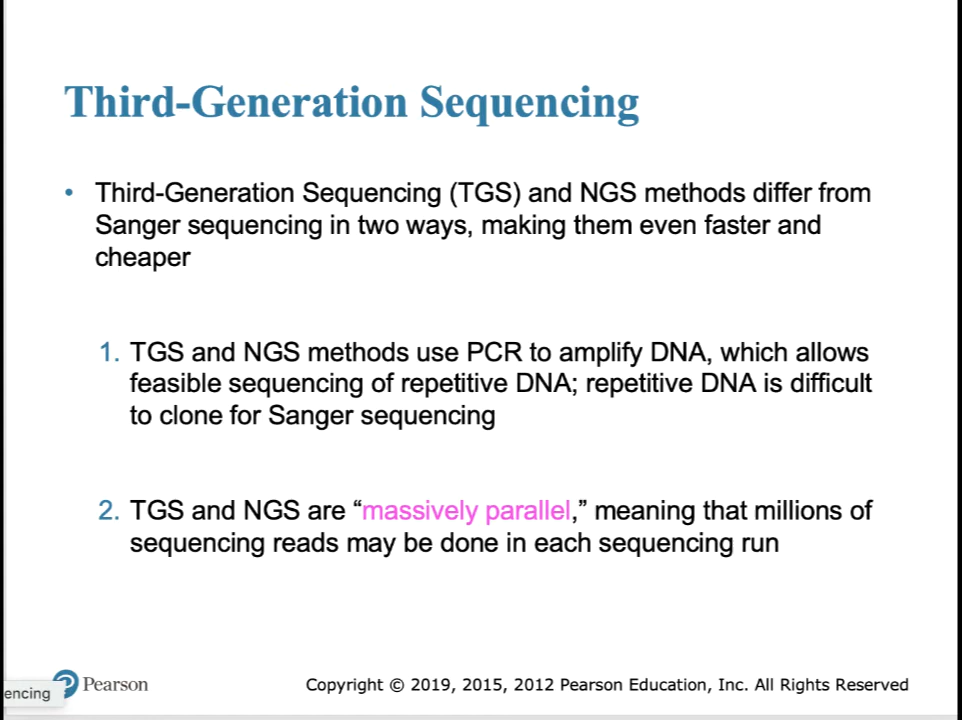 Third-Generation Sequencing
• Third-Generation Sequencing (TGS) and NGS methods differ from
Sanger sequencing in two ways, making them even faster and
cheaper
1. TGS and NGS methods use PCR to amplify DNA, which allows
feasible sequencing of repetitive DNA; repetitive DNA is difficult
to clone for Sanger sequencing
2. TGS and NGS are “massively parallel,” meaning that millions of
sequencing reads may be done in each sequencing run
encing
Pearson
Copyright © 2019, 2015, 2012 Pearson Education, Inc. All Rights Reserved